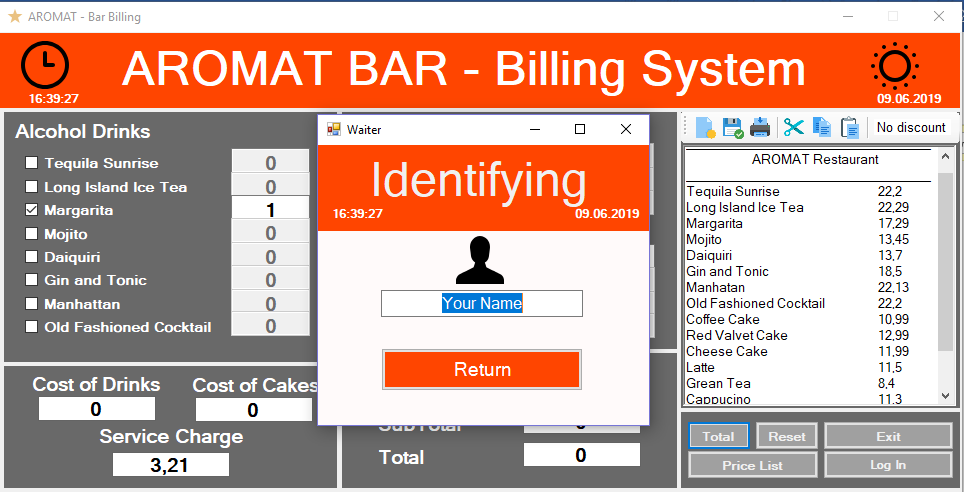 AROMAT - Bar Billing
AROMAT BAR - Billing System
16:39:27
09.06.2019
Alcohol Drinks
Tequila Sunrise 0
Long Island Ice Tea 0
Margarita 1
Mojito 0
Daiquiri 0
Gin and Tonic 0
Manhattan 0
Old Fashioned Cocktail 0
Cost of Drinks
0
Cost of Cakes
0
Service Charge
3,21
Waiter
Identifying
16:39:27
09.06.2019
Your Name
Return
SubTotal
Total 0
No discount
AROMAT Restaurant
Tequila Sunrise 22,2
Long Island Ice Tea 22,29
Margarita 17,29
Mojito 13,45
Daiquiri 13,7
Gin and Tonic 18,5
Manhatan 22,13
Old Fashioned Cocktail 22,2
Coffee Cake 10,99
Red Valvet Cake 12,99
Cheese Cake 11,99
Latte 11,5
Grean Tea 8,4
Cappucino 11,3
Total Reset Exit
Price List Log In